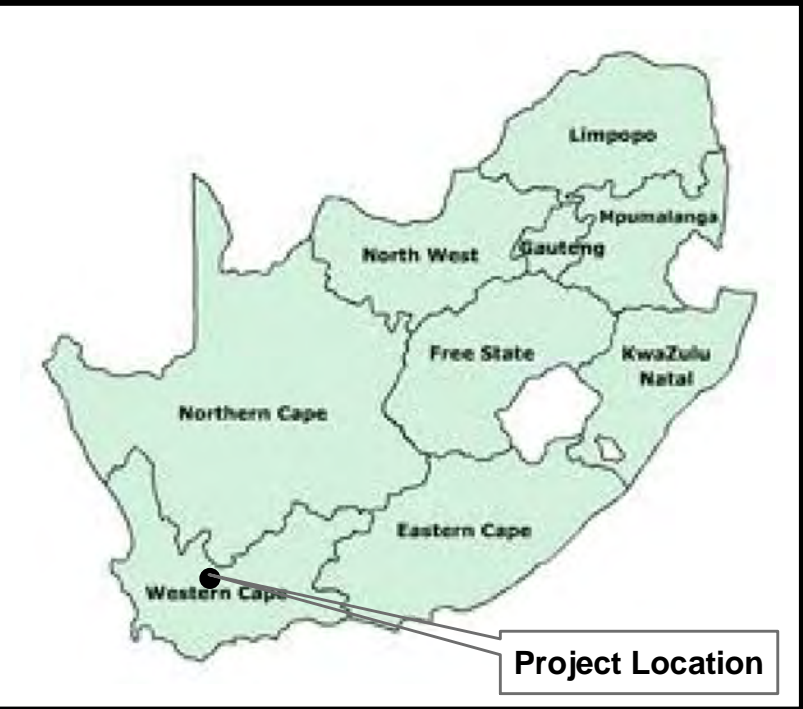 Limpopo
Mpumalanga
North West
Gauteng
Free State
KwaZulu
Natal
Northern Cape
Eastern Cape
Western Cape
Project Location